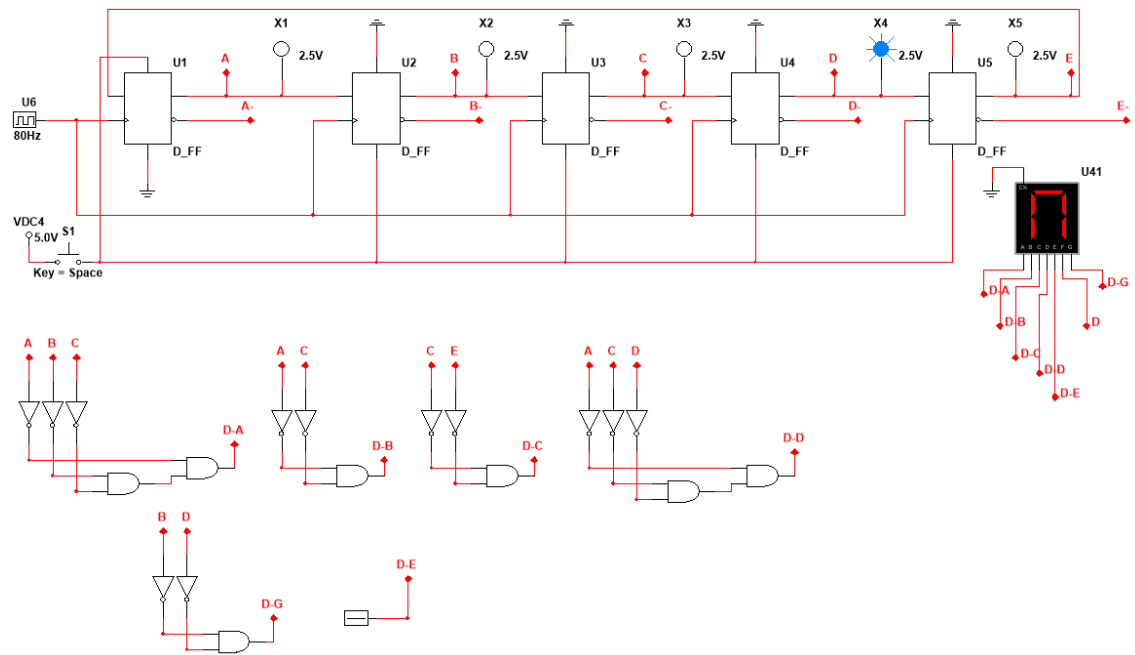 X1
2.5V
X2
2.5V
X3
2.5V
X4
2.5V
X5
2.5V
A
B
C
D
E
U1
U2
U3
U4
U5
A-
B-
C-
D-
E-
U6
80Hz
D_FF
D_FF
D_FF
D_FF
D_FF
VDC4
5.0V
S1
Key = Space
U41
CK
A B C D E F G
D-A
D-B
D-C
D-D
D-E
D
D-G
A B C
D-A
A C
D-B
C E
D-C
A C D
D-D
B D
D-G
D-E